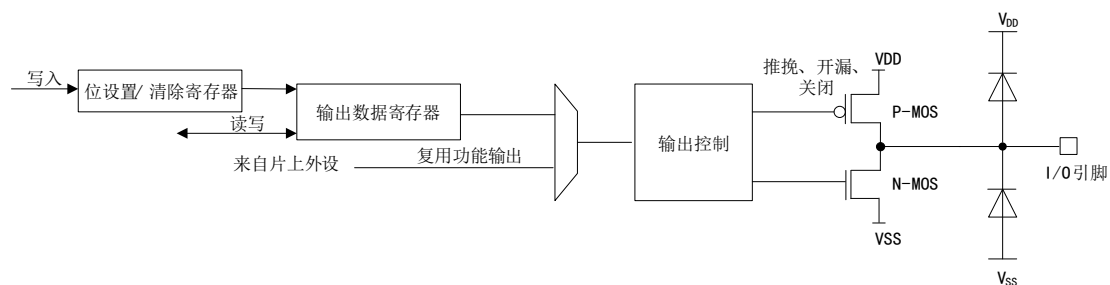 写入
位设置/ 清除寄存器
读写
输出数据寄存器
来自片上外设
复用功能输出
输出控制
推挽、开漏、
关闭
VDD
P-MOS
N-MOS
VSS
VDD
I/O引脚
VSS